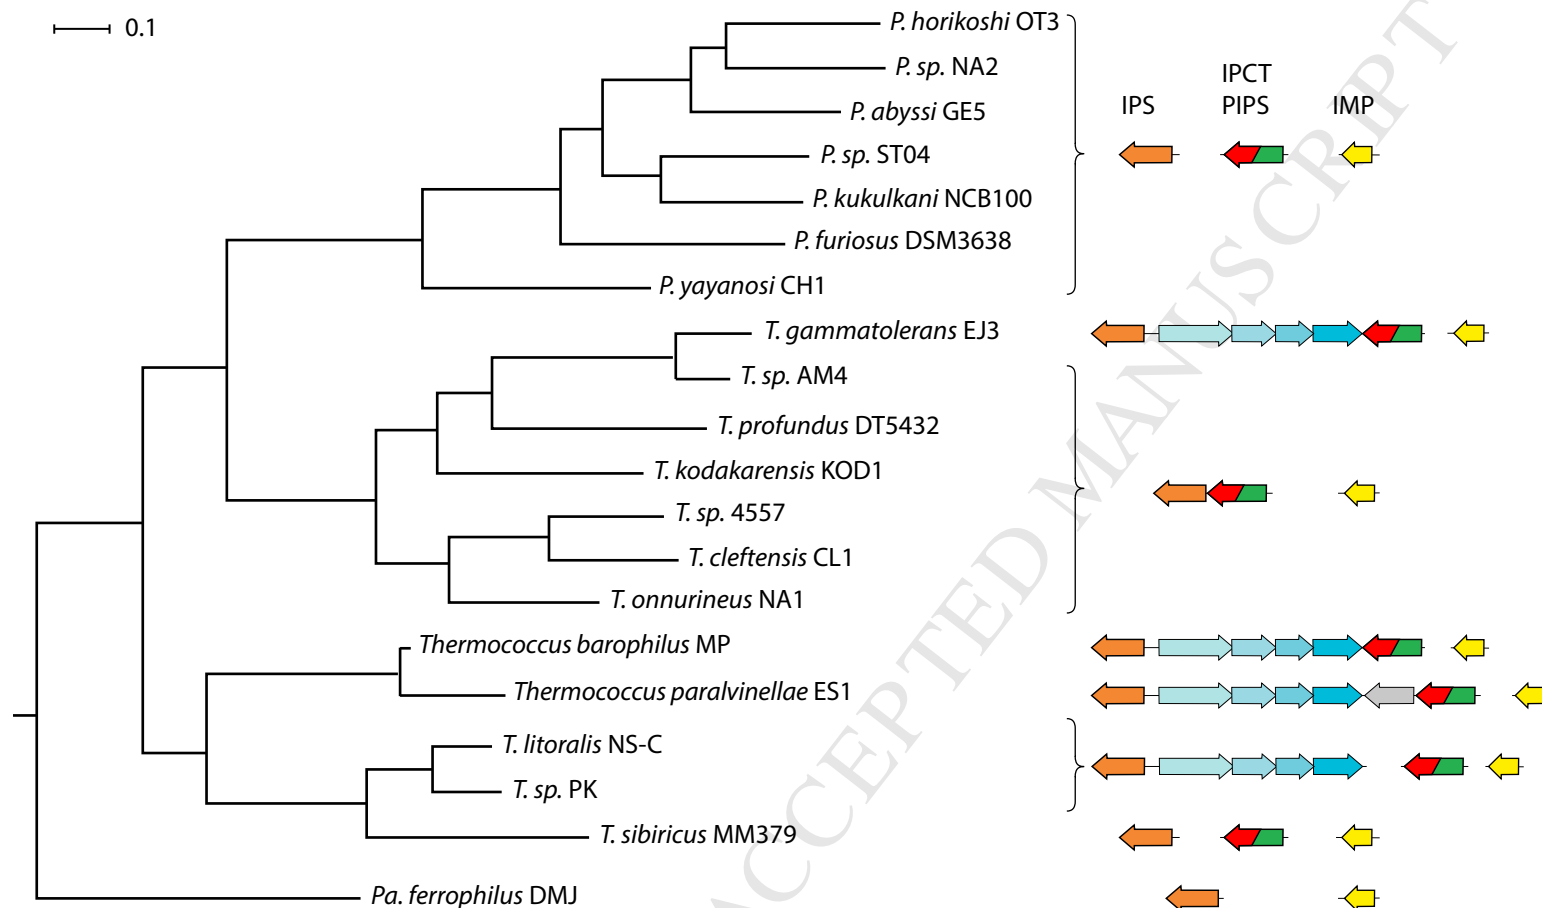 0.1
P. horikoshi OT3
P. sp. NA2
IPCT
IPS PIPS IMP
P. abyssi GE5
P. sp. ST04
P. kukulkani NCB100
P. furiosus DSM3638
P. yayanosi CH1
T. gammatolerans EJ3
T. sp. AM4
T. profundus DT5432
T. kodakarensis KOD1
T. sp. 4557
T. cleftensis CL1
T. onnurineus NA1
Thermococcus barophilus MP
Thermococcus paralvinellae ES1
T. litoralis NS-C
T. sp. PK
T. sibiricus MM379
Pa. ferrophilus DMJ
ACCEPTED MANUSCRIPT